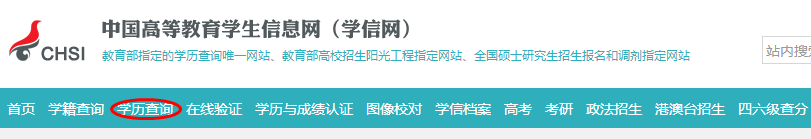 中国高等教育学生信息网（学信网）
CHSI
教育部指定的学历查询唯一网站、教育部高校招生阳光工程指定网站、全国硕士研究生招生报名和调剂指定网站
站内搜
首页 学籍查询 学历查询 在线验证 学历与成绩认证 图像校对 学信档案 高考 考研 政法招生 港澳台招生 四六级查分